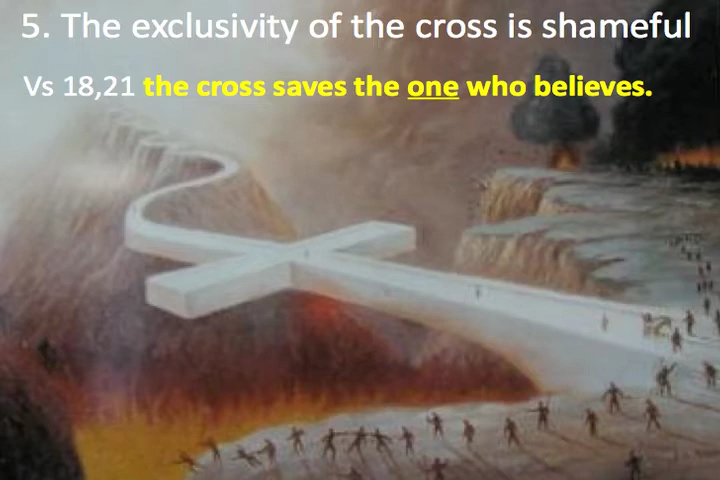 5. The exclusivity of the cross is shameful
Vs 18,21 the cross saves the one who believes.